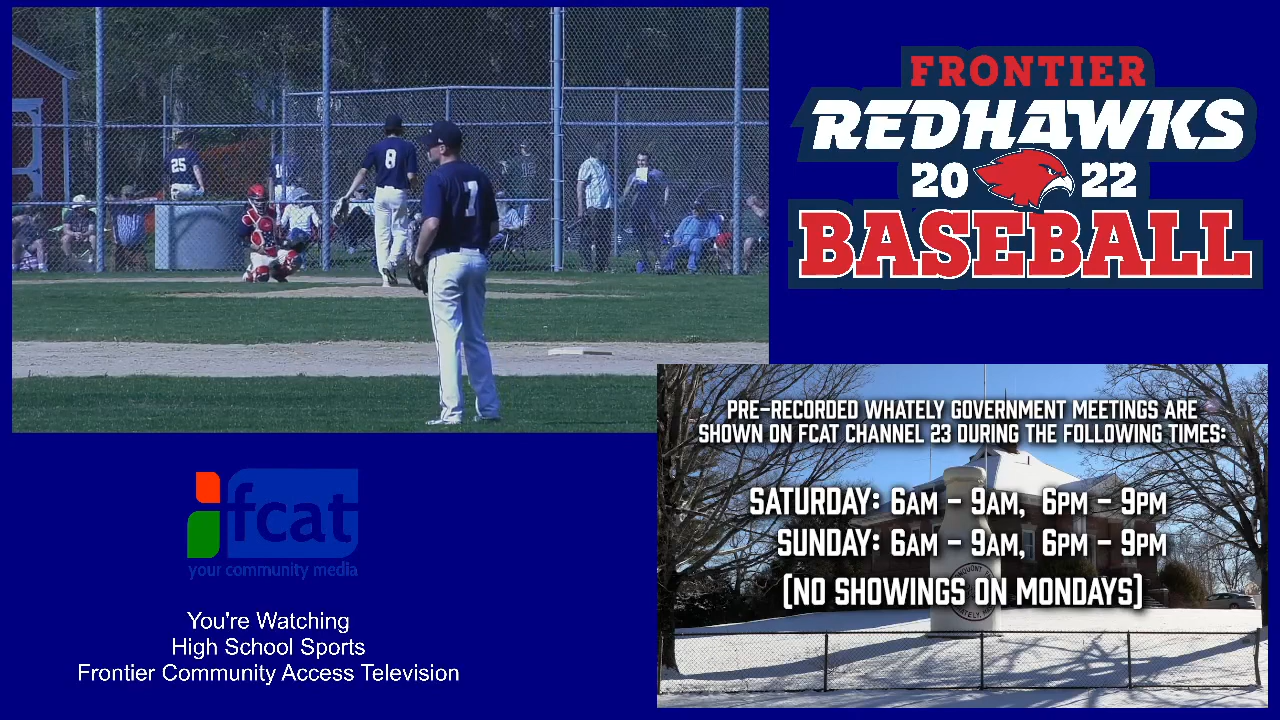 25
8
7
FRONTIER
REDHAWKS
20 22
BASEBALL
PRE-RECORDED WHATELY GOVERNMENT MEETINGS ARE
SHOWN ON FCAT CHANNEL 23 DURING THE FOLLOWING TIMES:
SATURDAY: 6AM - 9AM, 6PM - 9PM
SUNDAY: 6AM - 9AM, 6PM - 9PM
(NO SHOWINGS ON MONDAYS)
fcat
your community media
You're Watching
High School Sports
Frontier Community Access Television